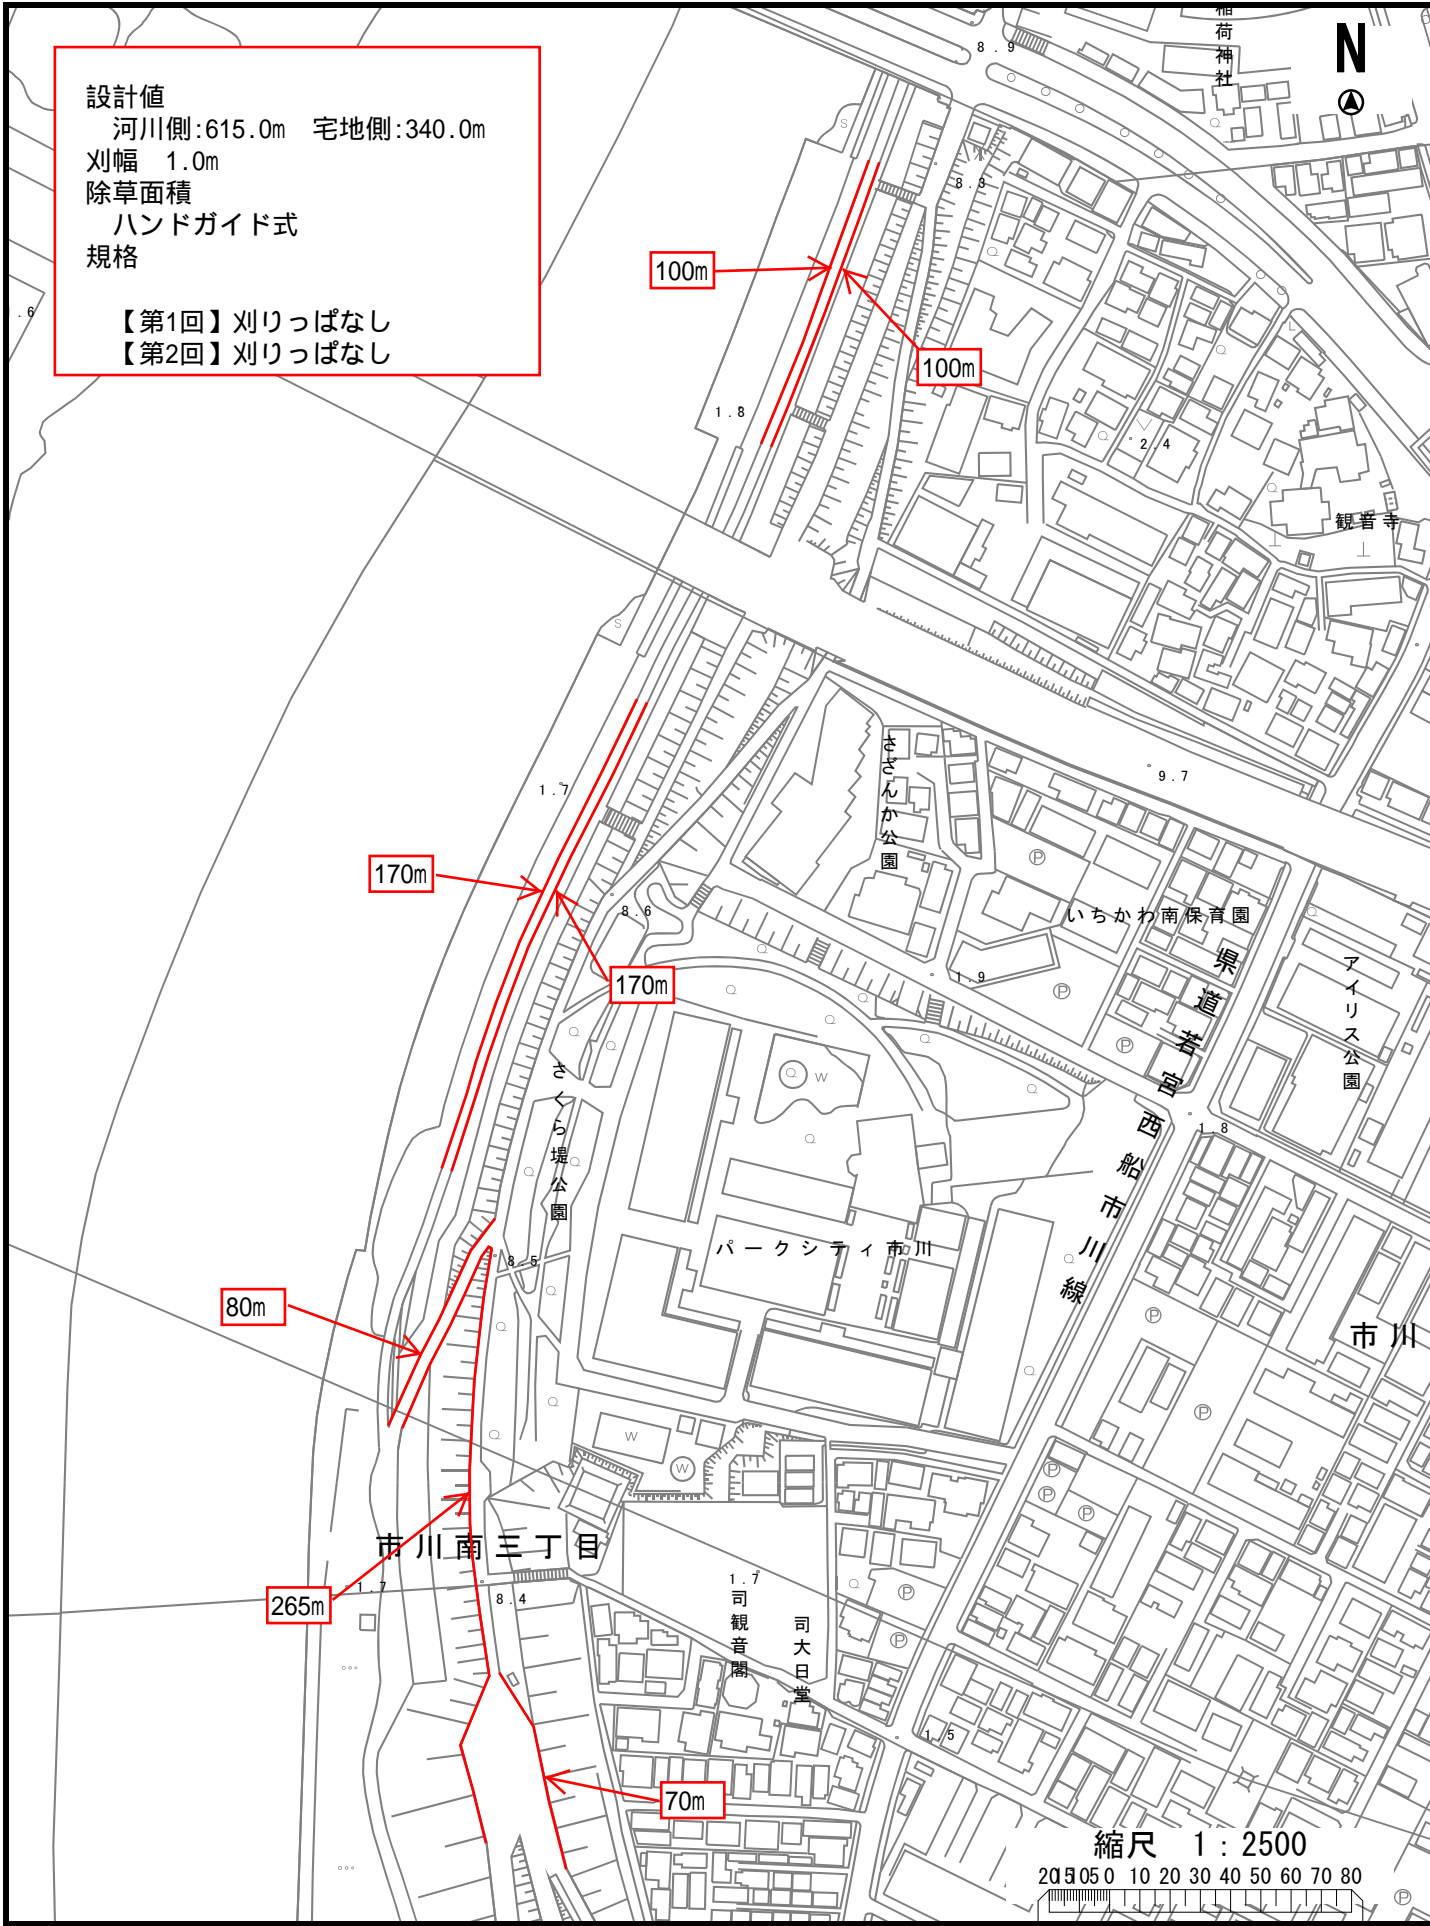 設計値
河川側:615.0m 宅地側:340.0m
刈幅 1.0m
除草面積
ハンドガイド式
規格
【第1回】刈りっぱなし
【第2回】刈りっぱなし
N
稲荷神社
8.9
8.3
.6
100m
100m
1.8
2.4
観音寺
S
S
さざんか公園
9.7
1.7
170m
8.6
いちかわ南保育園
県道若宮西船市川線
アイリス公園
1.9
170m
さくら堤公園
W
1.8
パークシティ市川
8.5
80m
市川
W
W
市川南三丁目
1.7
265m
8.4
1.7
司観音閣
司大日堂
1.5
70m
縮尺 1:2500
20 15 10 5 0 10 20 30 40 50 60 70 80